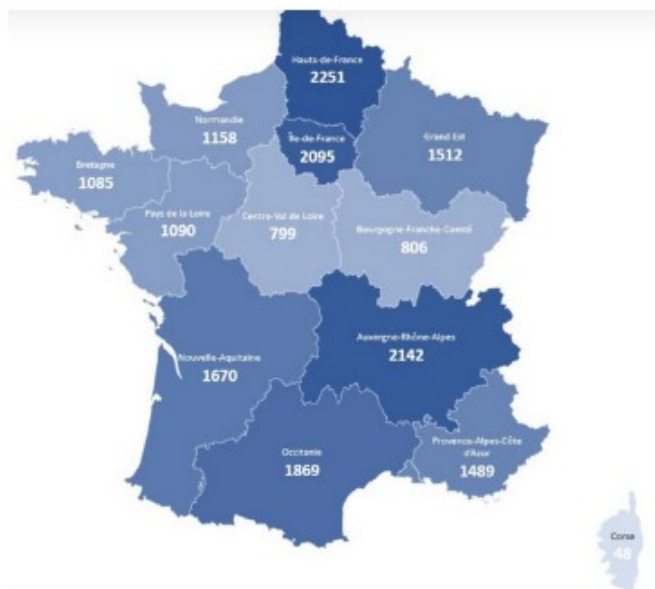 Hauts-de-France
2251
Normandie
1158
Île-de-France
2095
Grand Est
1512
Bretagne
1085
Pays de la Loire
1090
Centre-Val de Loire
799
Bourgogne-Franche-Comté
806
Auvergne-Rhône-Alpes
2142
Nouvelle-Aquitaine
1670
Occitanie
1869
Provence-Alpes-Côte
d'Azur
1489
Corse
48